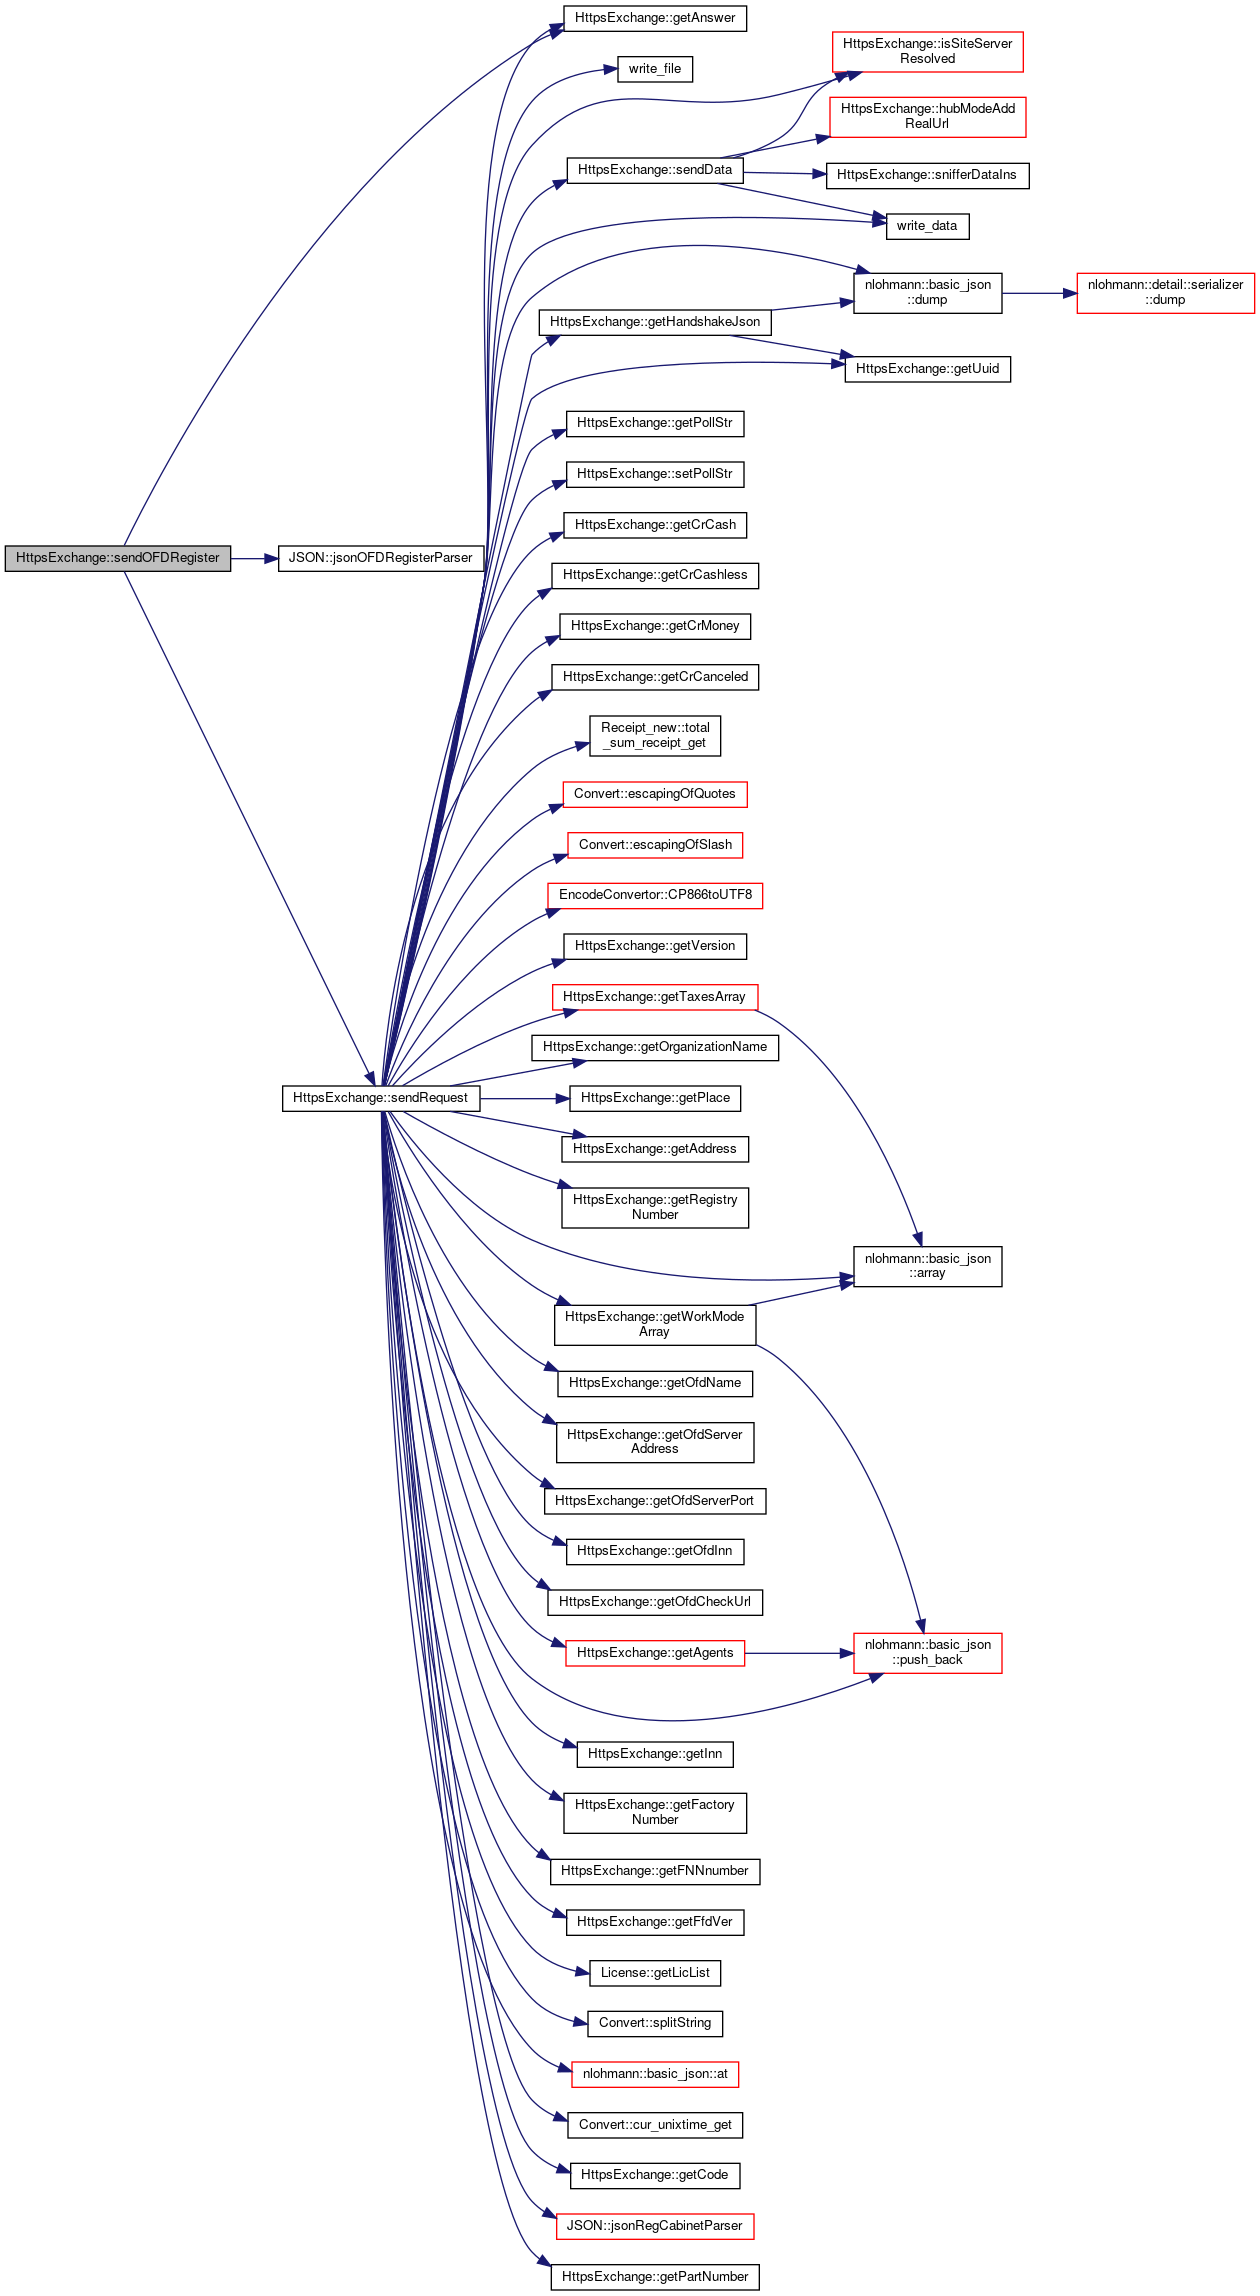 HttpsExchange::getAnswer
HttpsExchange::isSiteServer
Resolved
write_file
HttpsExchange::hubModeAdd
RealUrl
HttpsExchange::sendData
HttpsExchange::snifferDataIns
write_data
nlohmann::basic_json
::dump
nlohmann::detail::serializer
::dump
HttpsExchange::getHandshakeJson
HttpsExchange::getUuid
HttpsExchange::getPollStr
HttpsExchange::setPollStr
HttpsExchange::getCrCash
HttpsExchange::sendOFDRegister
JSON::jsonOFDRegisterParser
HttpsExchange::getCrCashless
HttpsExchange::getCrMoney
HttpsExchange::getCrCanceled
Receipt_new::total
_sum_receipt_get
Convert::escapingOfQuotes
Convert::escapingOfSlash
EncodeConvertor::CP866toUTF8
HttpsExchange::getVersion
HttpsExchange::getTaxesArray
HttpsExchange::getOrganizationName
HttpsExchange::sendRequest
HttpsExchange::getPlace
HttpsExchange::getAddress
HttpsExchange::getRegistry
Number
nlohmann::basic_json
::array
HttpsExchange::getWorkMode
Array
HttpsExchange::getOfdName
HttpsExchange::getOfdServer
Address
HttpsExchange::getOfdServerPort
HttpsExchange::getOfdInn
HttpsExchange::getOfdCheckUrl
HttpsExchange::getAgents
nlohmann::basic_json
::push_back
HttpsExchange::getInn
HttpsExchange::getFactory
Number
HttpsExchange::getFNNnumber
HttpsExchange::getFfdVer
License::getLicList
Convert::splitString
nlohmann::basic_json::at
Convert::cur_unixtime_get
HttpsExchange::getCode
JSON::jsonRegCabinetParser
HttpsExchange::getPartNumber